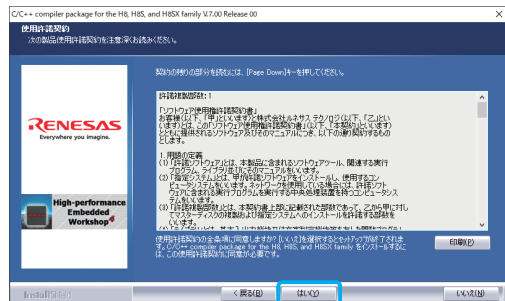 C/C++ compiler package for the H8, H8S, and H8SX family V.7.00 Release 00
使用許諾契約
次の製品使用許諾契約を注意深くお読みください。
契約の残りの部分を読むには、[Page Down]キーを押してください。
許諾複製部数: 1
「ソフトウェア使用権許諾契約書」
お客様(以下、「甲」といいます)と株式会社ルネサス テクノロジ(以下、「乙」とい
います)とは、この「ソフトウェア使用権許諾契約書」(以下、「本契約」といいます)
とともに提供されるソフトウェア及びそのマニュアルにつき、以下の通り契約するもの
とします。
1. 用語の定義
(1) 「許諾ソフトウェア」とは、本製品に含まれるソフトウェアツール、関連する実行
プログラム、ライブラリ並びにそのマニュアルをいいます。
(2) 「指定システム」とは、甲が許諾ソフトウェアをインストールし、使用するコン
ピュータシステムをいいます。ネットワークを使用している場合には、許諾ソフト
ウェアに含まれる実行プログラムを実行する中央処理装置を持つコンピュータシス
テムをいいます。
(3) 「許諾複製部数」とは、本契約書上部に記載された部数であって、乙から甲に対し
てマスターディスクの複製および指定システムへのインストールを許諾する部数を
いいます。
RENESAS
Everywhere you imagine.
High-performance
Embedded
Workshop 4
使用許諾契約の全条項に同意しますか? [いいえ]を選択するとセットアップが終了されま
す。C/C++ compiler package for the H8, H8S, and H8SX family をインストールするに
は、この使用許諾契約に同意が必要です。
印刷(P)
InstallShield
< 戻る(B)
はい(Y)
いいえ(N)